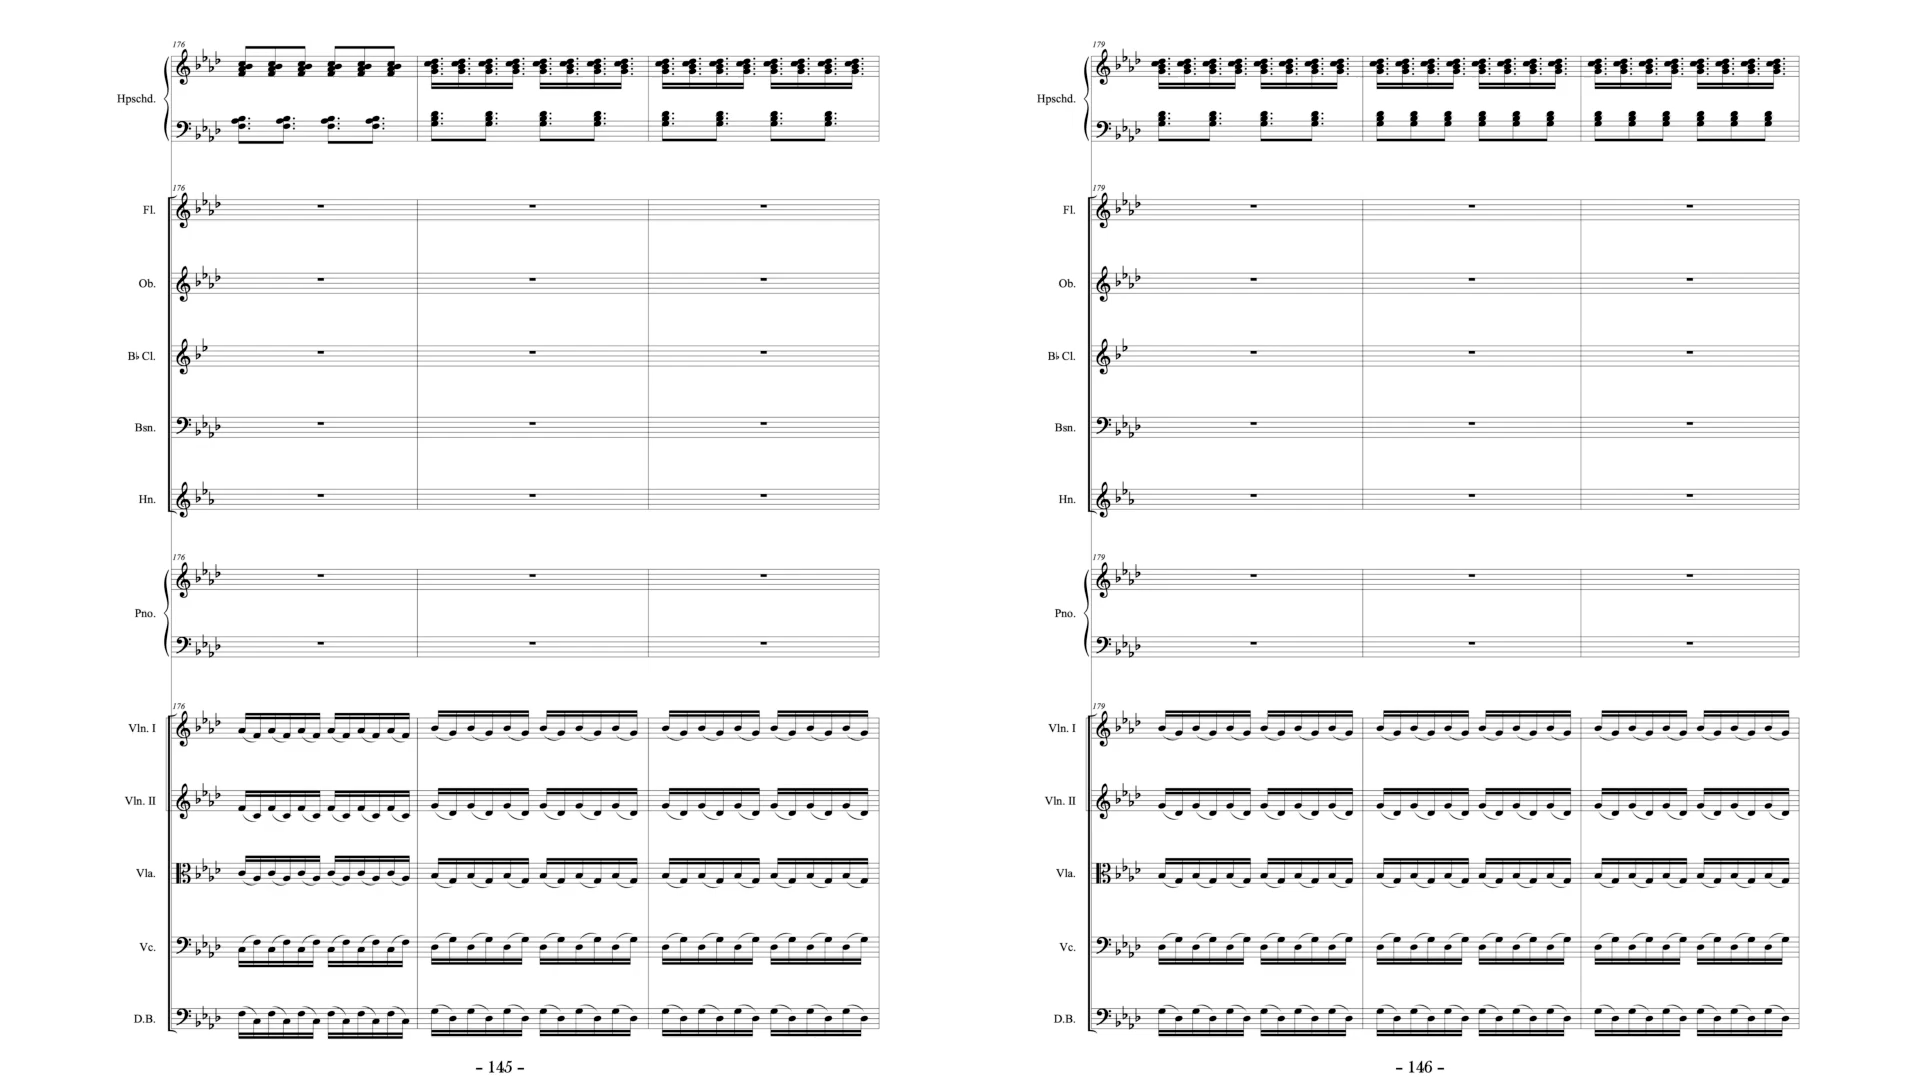 176
Hpschd.
176
Fl.
Ob.
B♭ Cl.
Bsn.
Hn.
176
Pno.
176
Vln. I
Vln. II
Vla.
Vc.
D.B.
- 145 -
179
Hpschd.
179
Fl.
Ob.
B♭ Cl.
Bsn.
Hn.
179
Pno.
179
Vln. I
Vln. II
Vla.
Vc.
D.B.
- 146 -